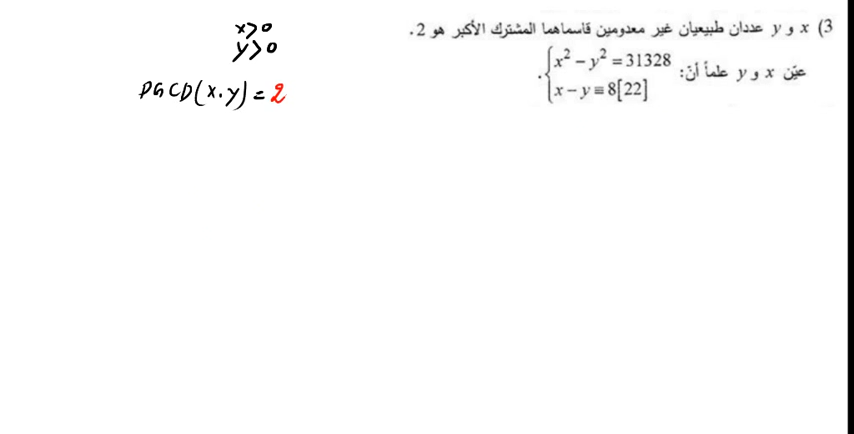 3) x و y عددان طبيعيان غير معدومين قاسماهما المشترك الأكبر هو 2.
عيّن x و y علماً أنّ: { x² - y² = 31328
x - y ≡ 8[22] .
x>0
y>0
PGCD(x.y) = 2